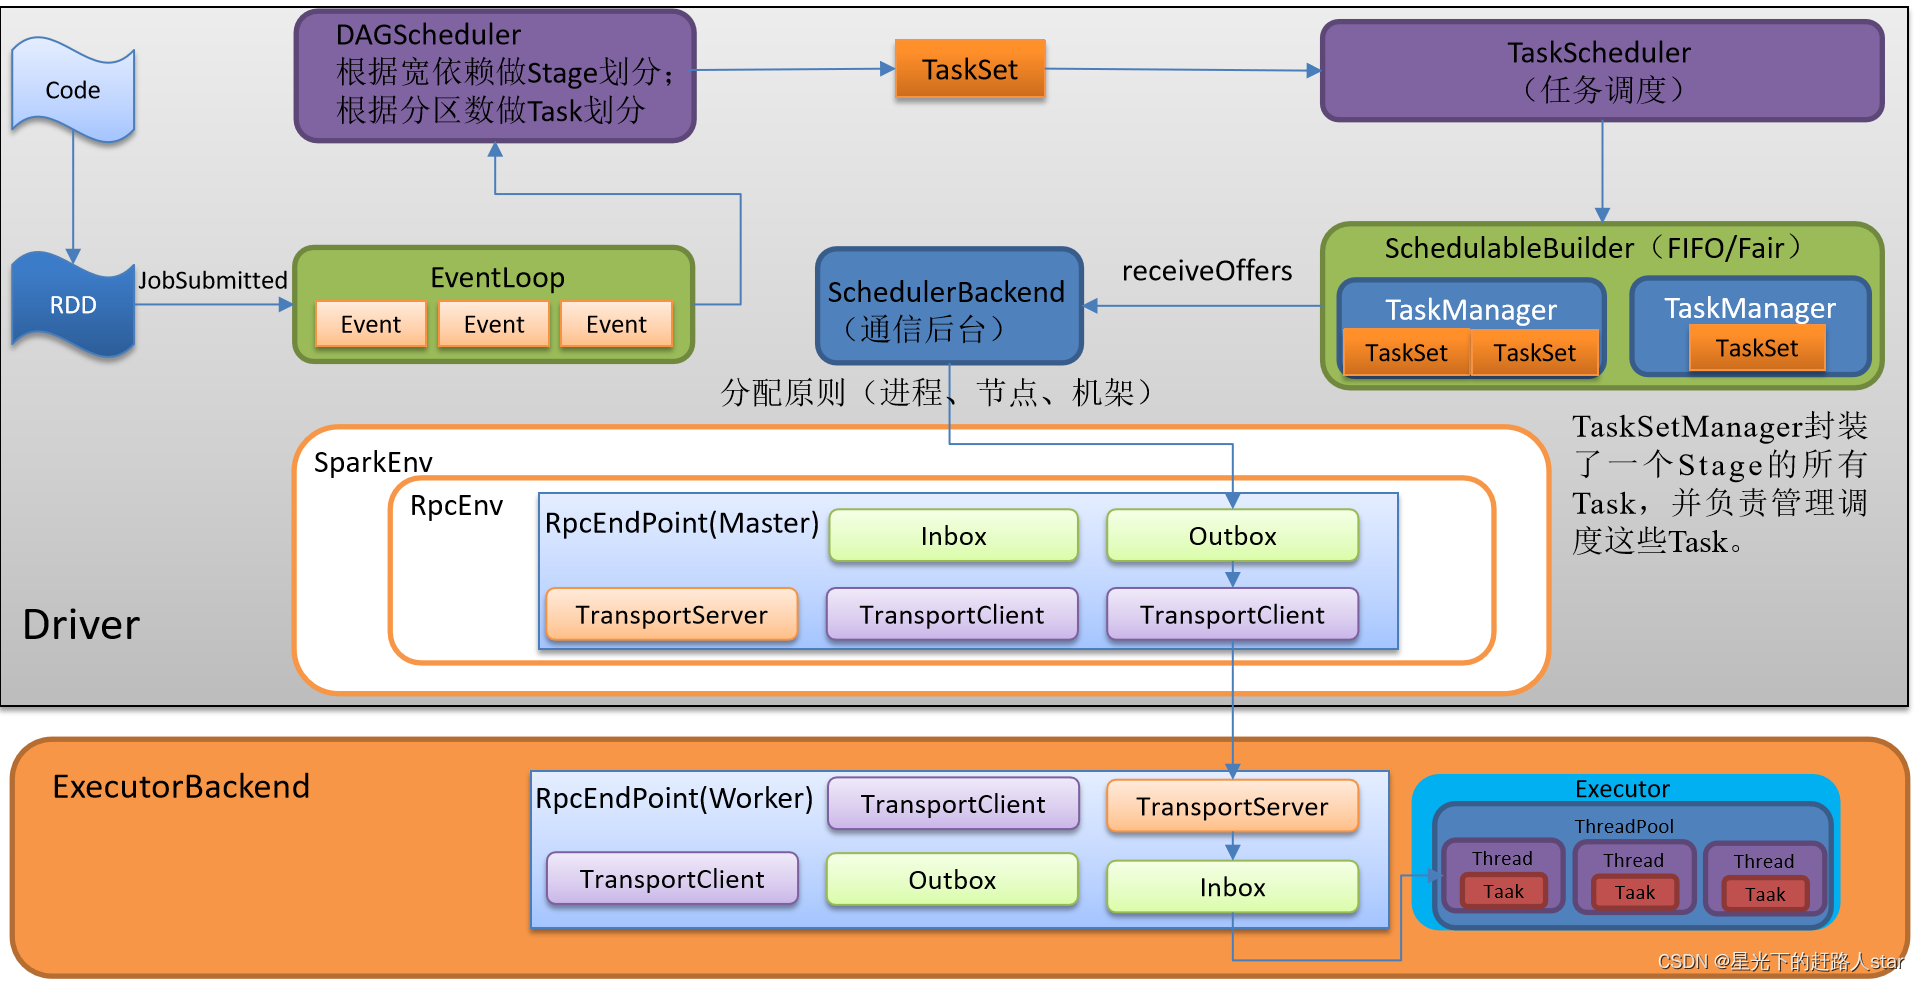 DAGScheduler
根据宽依赖做Stage划分；
根据分区数做Task划分
Code
TaskSet
TaskScheduler
（任务调度）
RDD
JobSubmitted
EventLoop
Event
Event
Event
SchedulerBackend
（通信后台）
receiveOffers
SchedulableBuilder（FIFO/Fair）
TaskManager
TaskSet
TaskSet
TaskManager
TaskSet
分配原则（进程、节点、机架）
TaskSetManager封装
了一个Stage的所有
Task，并负责管理调
度这些Task。
SparkEnv
RpcEnv
RpcEndPoint(Master)
Inbox
Outbox
TransportServer
TransportClient
TransportClient
Driver
ExecutorBackend
RpcEndPoint(Worker)
TransportClient
TransportServer
TransportClient
Outbox
Inbox
Executor
ThreadPool
Thread
Taak
Thread
Taak
Thread
Taak
CSDN @星光下的赶路人star